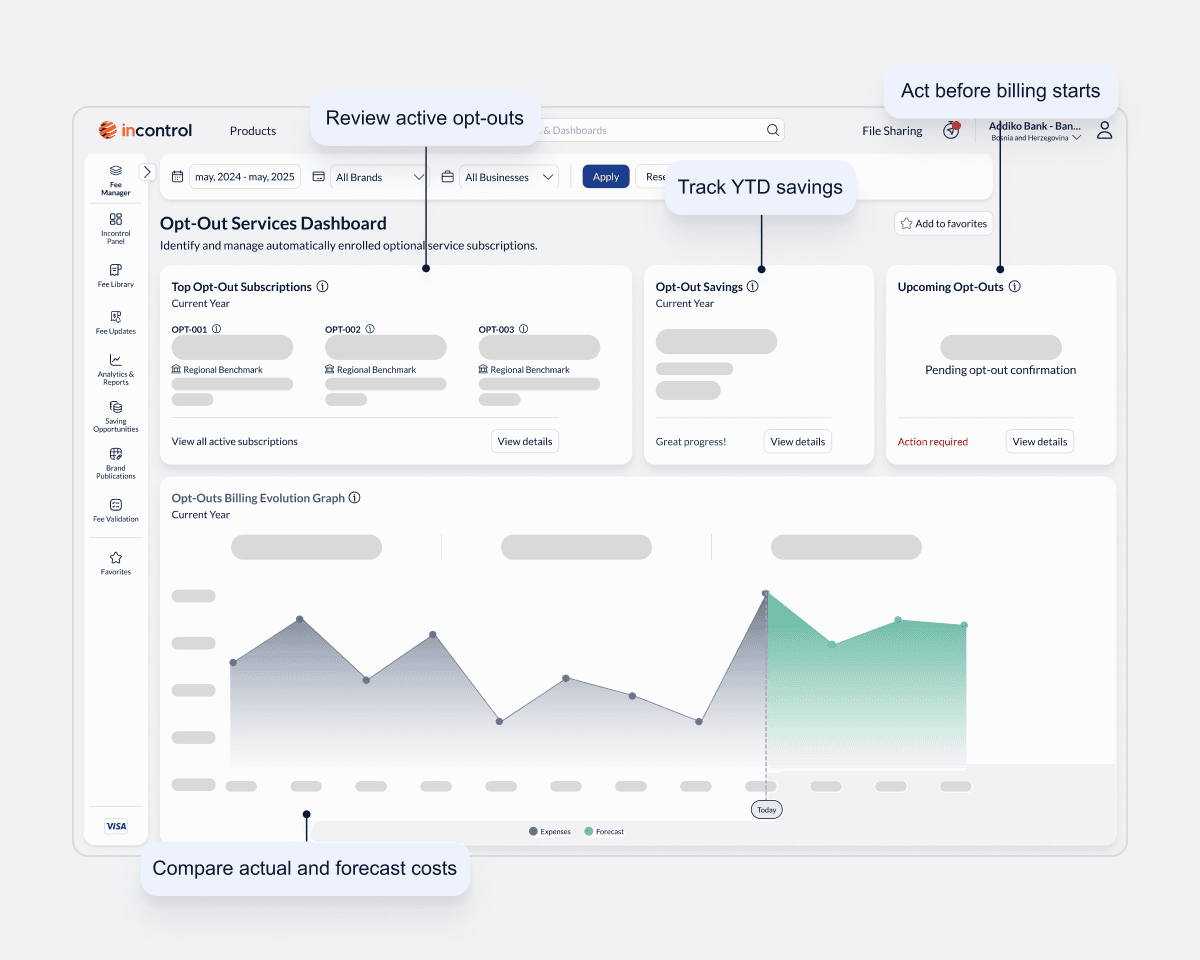 Act before billing starts
Review active opt-outs
incontrol
Products
& Dashboards
File Sharing
Addiko Bank - Ban...
Bosnia and Herzegovina
Track YTD savings
Fee
Manager
may, 2024 - may, 2025
All Brands
All Businesses
Apply
Incontrol
Panel
Fee Library
Fee Updates
Analytics &
Reports
Saving
Opportunities
Brand
Publications
Fee Validation
Favorites
VISA
Opt-Out Services Dashboard
Identify and manage automatically enrolled optional service subscriptions.
Add to favorites
Top Opt-Out Subscriptions
Current Year
OPT-001
OPT-002
OPT-003
Regional Benchmark
Regional Benchmark
Regional Benchmark
View all active subscriptions
View details
Opt-Out Savings
Current Year
Great progress!
View details
Upcoming Opt-Outs
Pending opt-out confirmation
Action required
View details
Opt-Outs Billing Evolution Graph
Current Year
Today
Expenses
Forecast
Compare actual and forecast costs